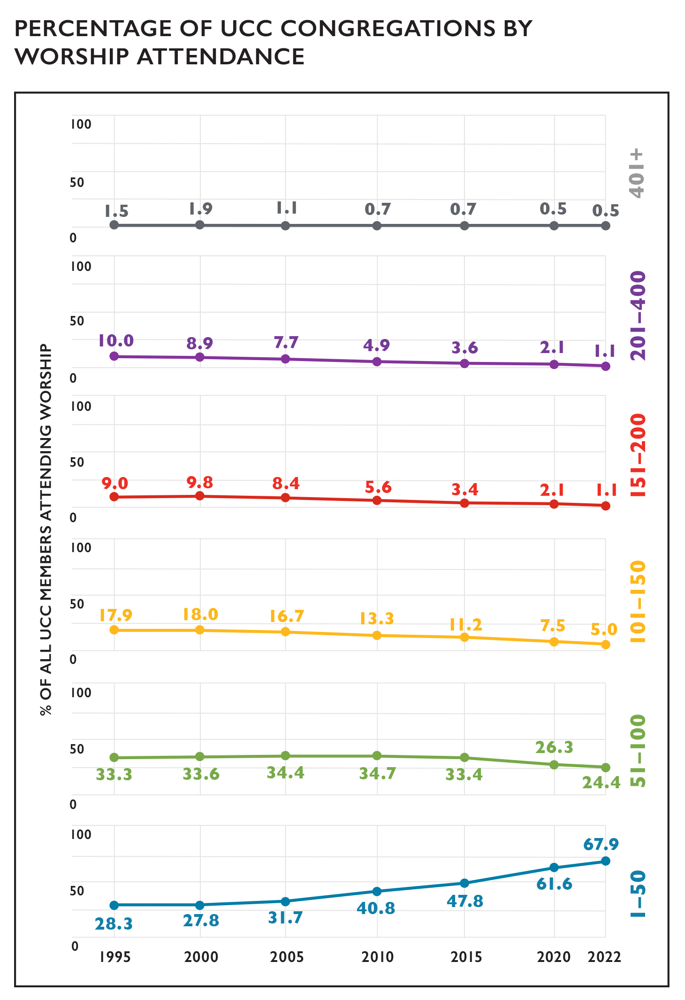 PERCENTAGE OF UCC CONGREGATIONS BY
WORSHIP ATTENDANCE
% OF ALL UCC MEMBERS ATTENDING WORSHIP
100
50
0
1.5 1.9 1.1 0.7 0.7 0.5 0.5
401+
100
50
0
10.0 8.9 7.7 4.9 3.6 2.1 1.1
201–400
100
50
0
9.0 9.8 8.4 5.6 3.4 2.1 1.1
151–200
100
50
0
17.9 18.0 16.7 13.3 11.2 7.5 5.0
101–150
100
50
0
33.3 33.6 34.4 34.7 33.4 26.3 24.4
51–100
100
50
0
28.3 27.8 31.7 40.8 47.8 61.6 67.9
1–50
1995 2000 2005 2010 2015 2020 2022